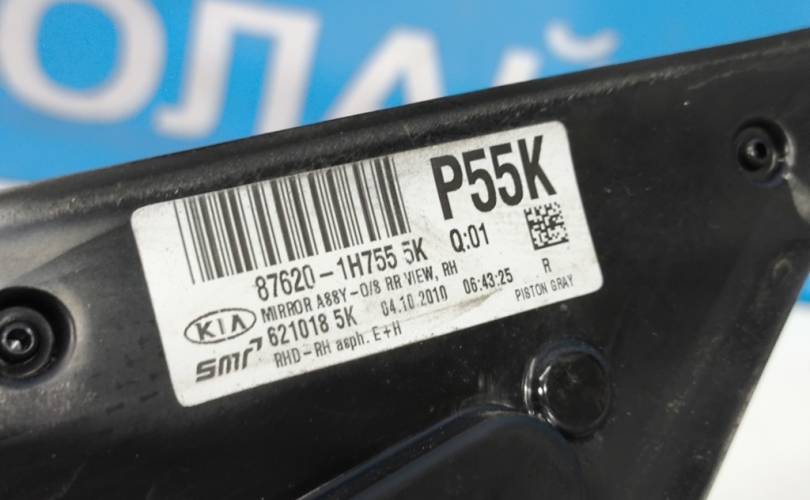 ОЛАЙ
P55K
87620-1H755 5K Q:01
MIRROR ASSY-O/S RR VIEW, RH
KIA 621018 5K 04.10.2010 06:43:25 R
smr RHD-RH asph. E+H PISTON GRAY